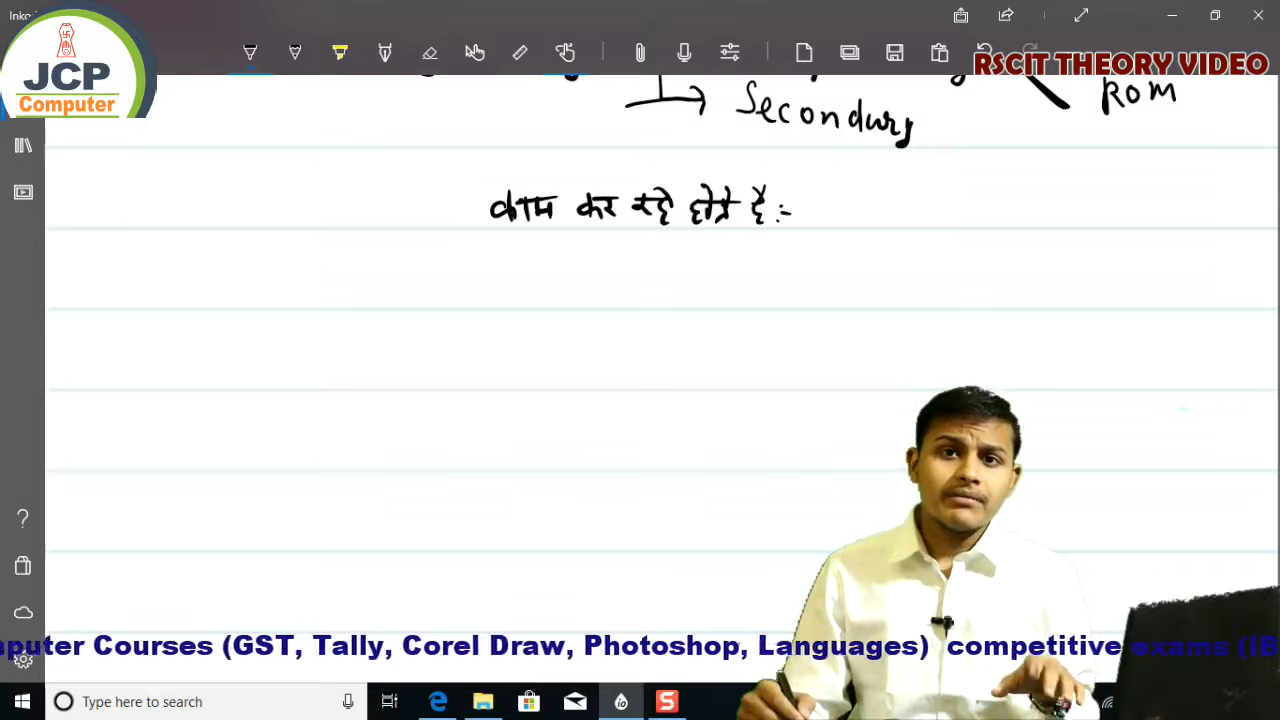 Inko
JCP
Computer
RSCIT THEORY VIDEO
Rom
Secondary
काम कर रहे होते हैं :-
mputer Courses (GST, Tally, Corel Draw, Photoshop, Languages) competitive exams (IB
Type here to search